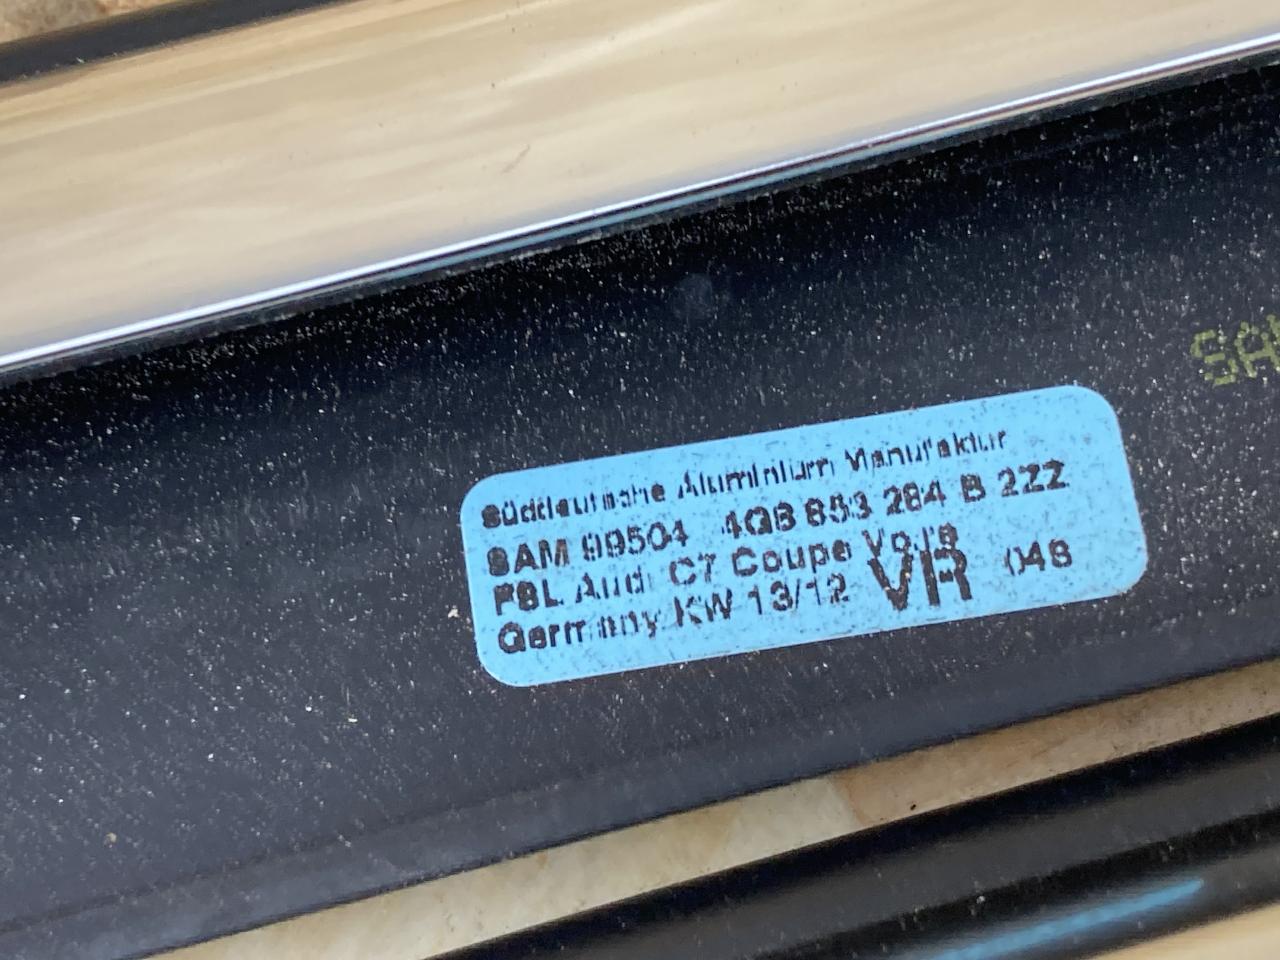 Süddeutsche Aluminium Manufaktur
SAM 99504 4G8 853 284 B 2ZZ
FBL Audi C7 Coupe
Germany KW 13/12 VR 048
SA